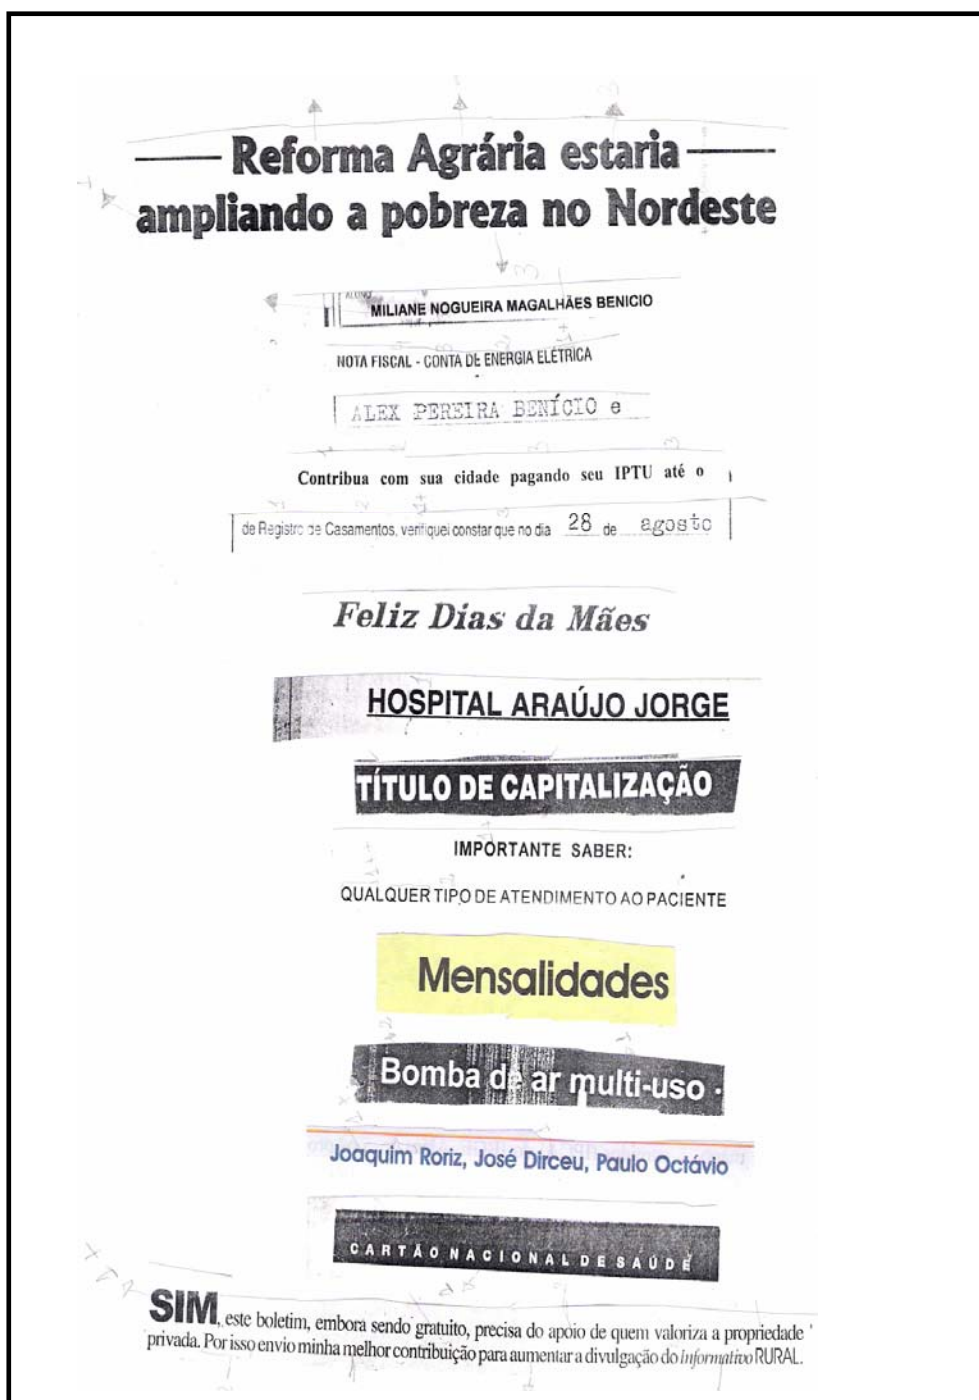 Reforma Agrária estaria
ampliando a pobreza no Nordeste
ALUNO
MILIANE NOGUEIRA MAGALHÃES BENICIO
NOTA FISCAL - CONTA DE ENERGIA ELÉTRICA
ALEX PEREIRA BENÍCIO e
Contribua com sua cidade pagando seu IPTU até o
de Registro de Casamentos, verifiquei constar que no dia 28 de agosto
Feliz Dias da Mães
HOSPITAL ARAÚJO JORGE
TÍTULO DE CAPITALIZAÇÃO
IMPORTANTE SABER:
QUALQUER TIPO DE ATENDIMENTO AO PACIENTE
Mensalidades
Bomba de ar multi-uso
Joaquim Roriz, José Dirceu, Paulo Octávio
CARTÃO NACIONAL DE SAÚDE
SIM, este boletim, embora sendo gratuito, precisa do apoio de quem valoriza a propriedade
privada. Por isso envio minha melhor contribuição para aumentar a divulgação do Informativo RURAL.